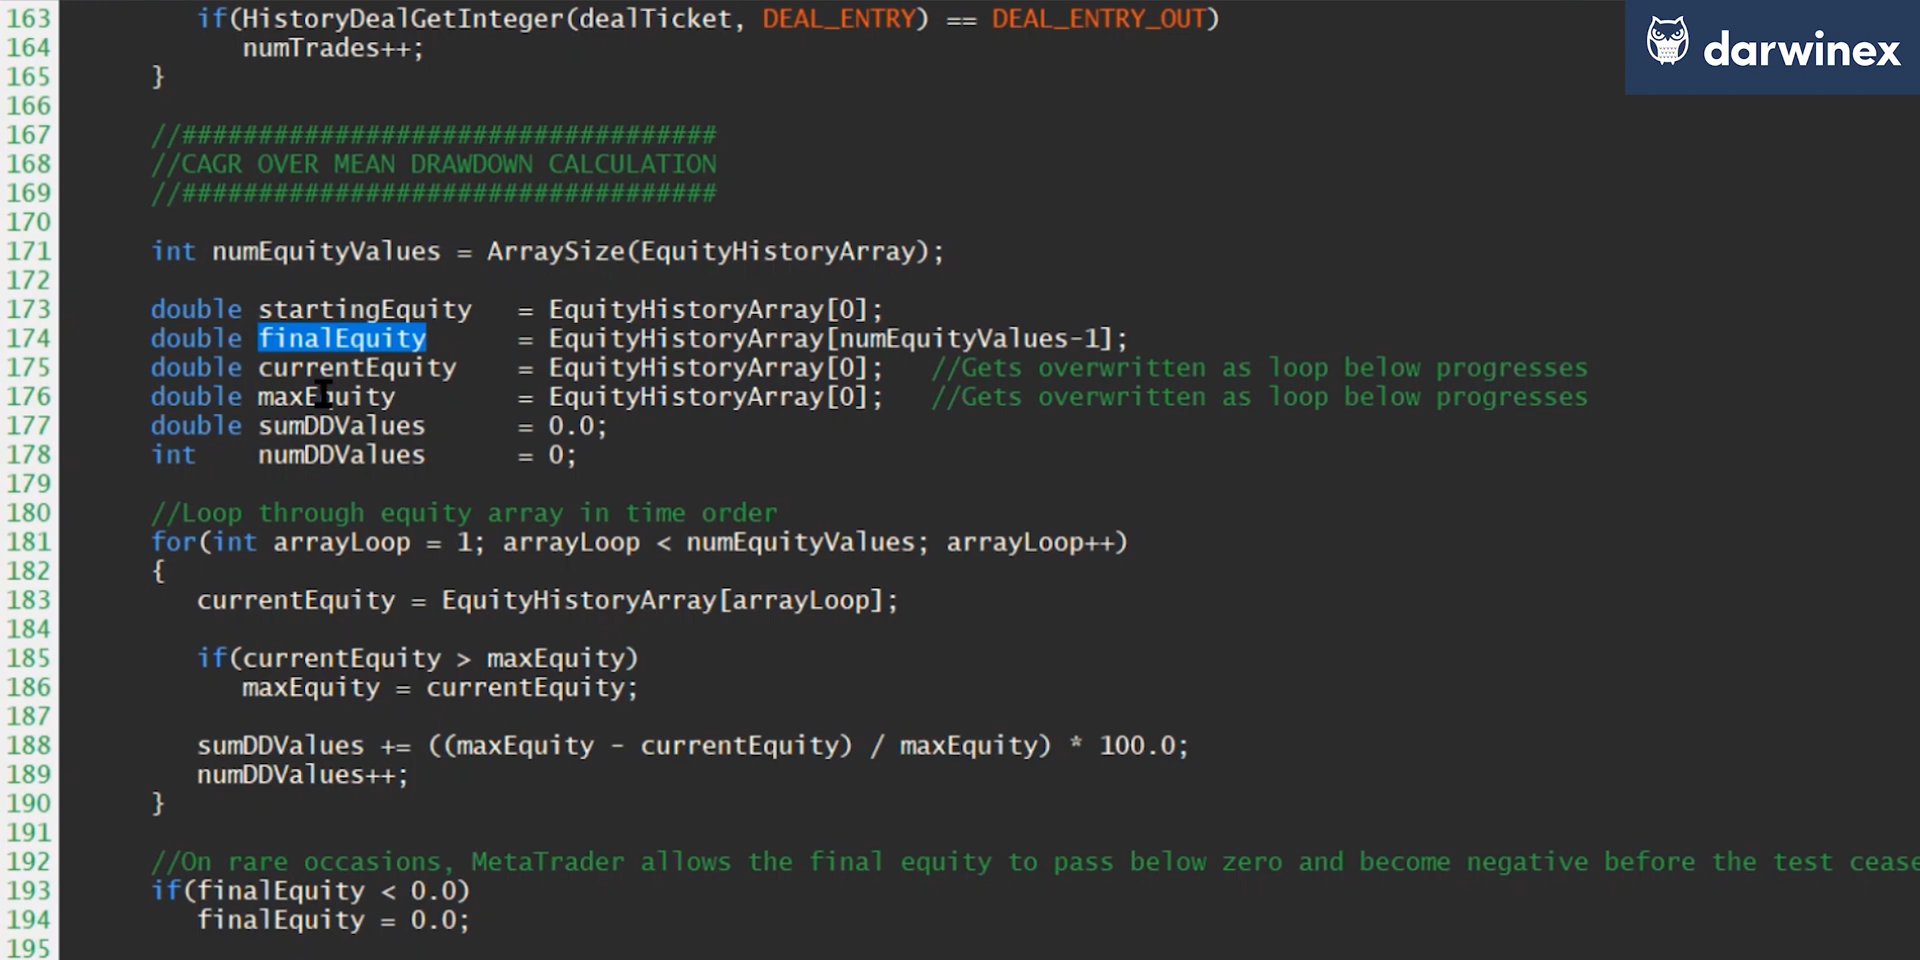 163 if(HistoryDealGetInteger(dealTicket, DEAL_ENTRY) == DEAL_ENTRY_OUT)
darwinex
164 numTrades++;
165 }
166
167 //###################################
168 //CAGR OVER MEAN DRAWDOWN CALCULATION
169 //###################################
170
171 int numEquityValues = ArraySize(EquityHistoryArray);
172
173 double startingEquity = EquityHistoryArray[0];
174 double finalEquity = EquityHistoryArray[numEquityValues-1];
175 double currentEquity = EquityHistoryArray[0]; //Gets overwritten as loop below progresses
176 double maxEquity = EquityHistoryArray[0]; //Gets overwritten as loop below progresses
177 double sumDDValues = 0.0;
178 int numDDValues = 0;
179
180 //Loop through equity array in time order
181 for(int arrayLoop = 1; arrayLoop < numEquityValues; arrayLoop++)
182 {
183 currentEquity = EquityHistoryArray[arrayLoop];
184
185 if(currentEquity > maxEquity)
186 maxEquity = currentEquity;
187
188 sumDDValues += ((maxEquity - currentEquity) / maxEquity) * 100.0;
189 numDDValues++;
190 }
191
192 //On rare occasions, MetaTrader allows the final equity to pass below zero and become negative before the test cease
193 if(finalEquity < 0.0)
194 finalEquity = 0.0;
195